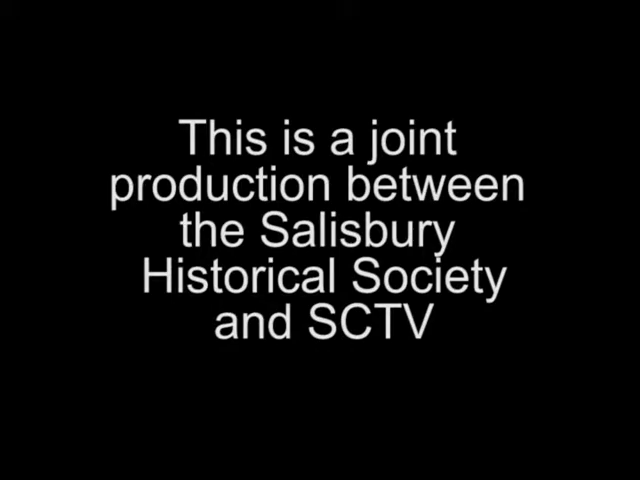 This is a joint
production between
the Salisbury
Historical Society
and SCTV